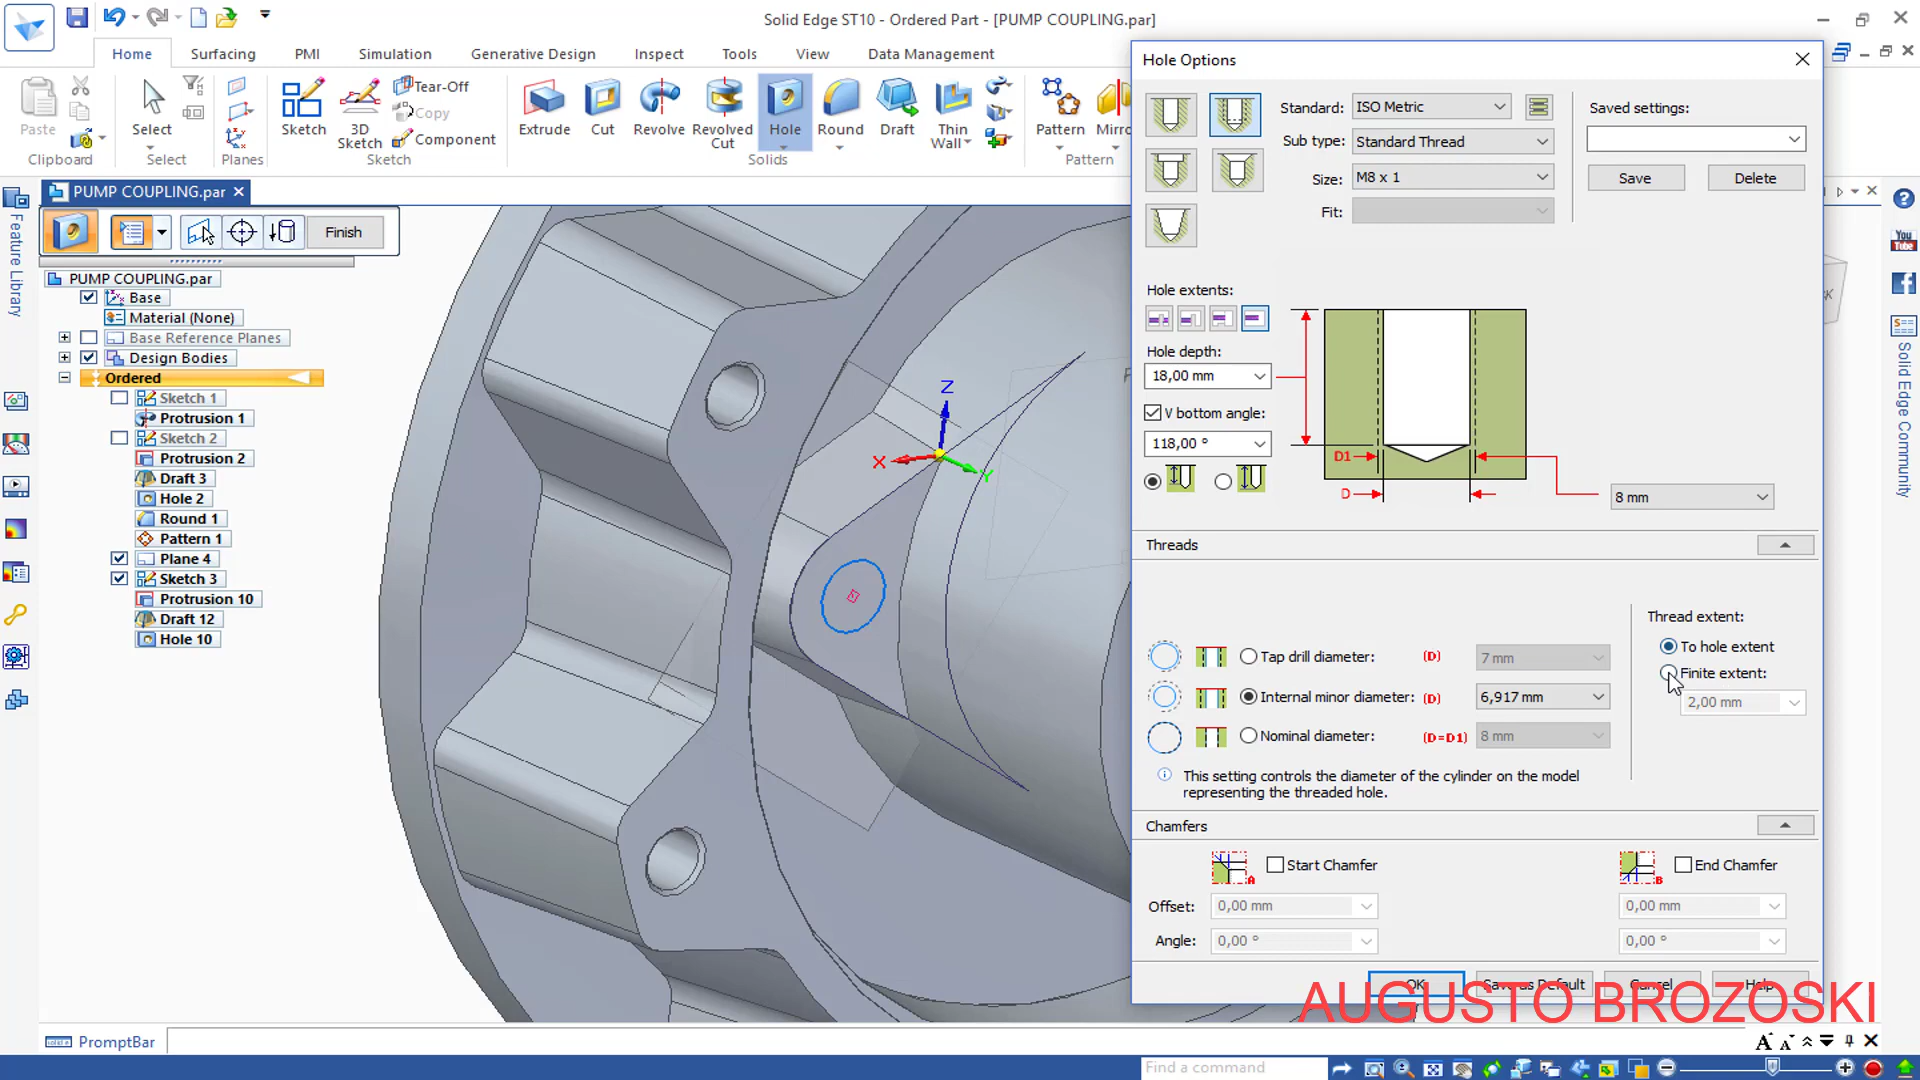 Solid Edge ST10 - Ordered Part - [PUMP COUPLING.par]
Home Surfacing PMI Simulation Generative Design Inspect Tools View Data Management
Paste
Clipboard
Select
Select
Planes
Sketch
3D Sketch
Tear-Off
Copy
Component
Sketch
Extrude
Cut
Revolve
Revolved Cut
Hole
Round
Draft
Thin Wall
Solids
Pattern
Mirro
Pattern
PUMP COUPLING.par
Finish
Feature Library
PUMP COUPLING.par
Base
Material (None)
Base Reference Planes
Design Bodies
Ordered
Sketch 1
Protrusion 1
Sketch 2
Protrusion 2
Draft 3
Hole 2
Round 1
Pattern 1
Plane 4
Sketch 3
Protrusion 10
Draft 12
Hole 10
Z
X
Y
Hole Options
Standard: ISO Metric
Sub type: Standard Thread
Size: M8 x 1
Fit:
Saved settings:
Save Delete
Hole extents:
Hole depth:
18,00 mm
V bottom angle:
118,00 °
D1
D
8 mm
Threads
Tap drill diameter: (D) 7 mm
Internal minor diameter: (D) 6,917 mm
Nominal diameter: (D=D1) 8 mm
This setting controls the diameter of the cylinder on the model
representing the threaded hole.
Thread extent:
To hole extent
Finite extent:
2,00 mm
Chamfers
A Start Chamfer
B End Chamfer
Offset: 0,00 mm 0,00 mm
Angle: 0,00 ° 0,00 °
OK Save as Default Cancel Help
AUGUSTO BROZOSKI
You Tube
Solid Edge Community
PromptBar
Find a command